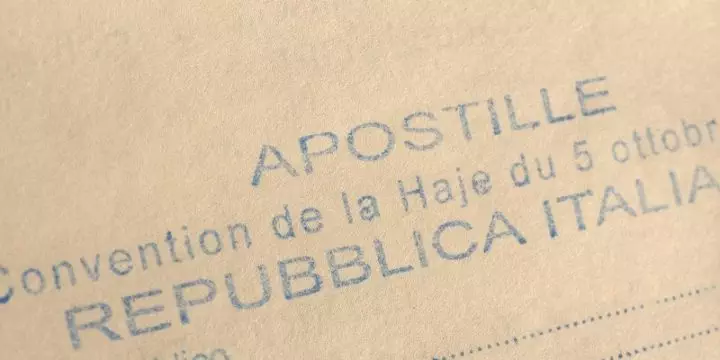 APOSTILLE
Convention de la Haje du 5 ottobr
REPUBBLICA ITALIA